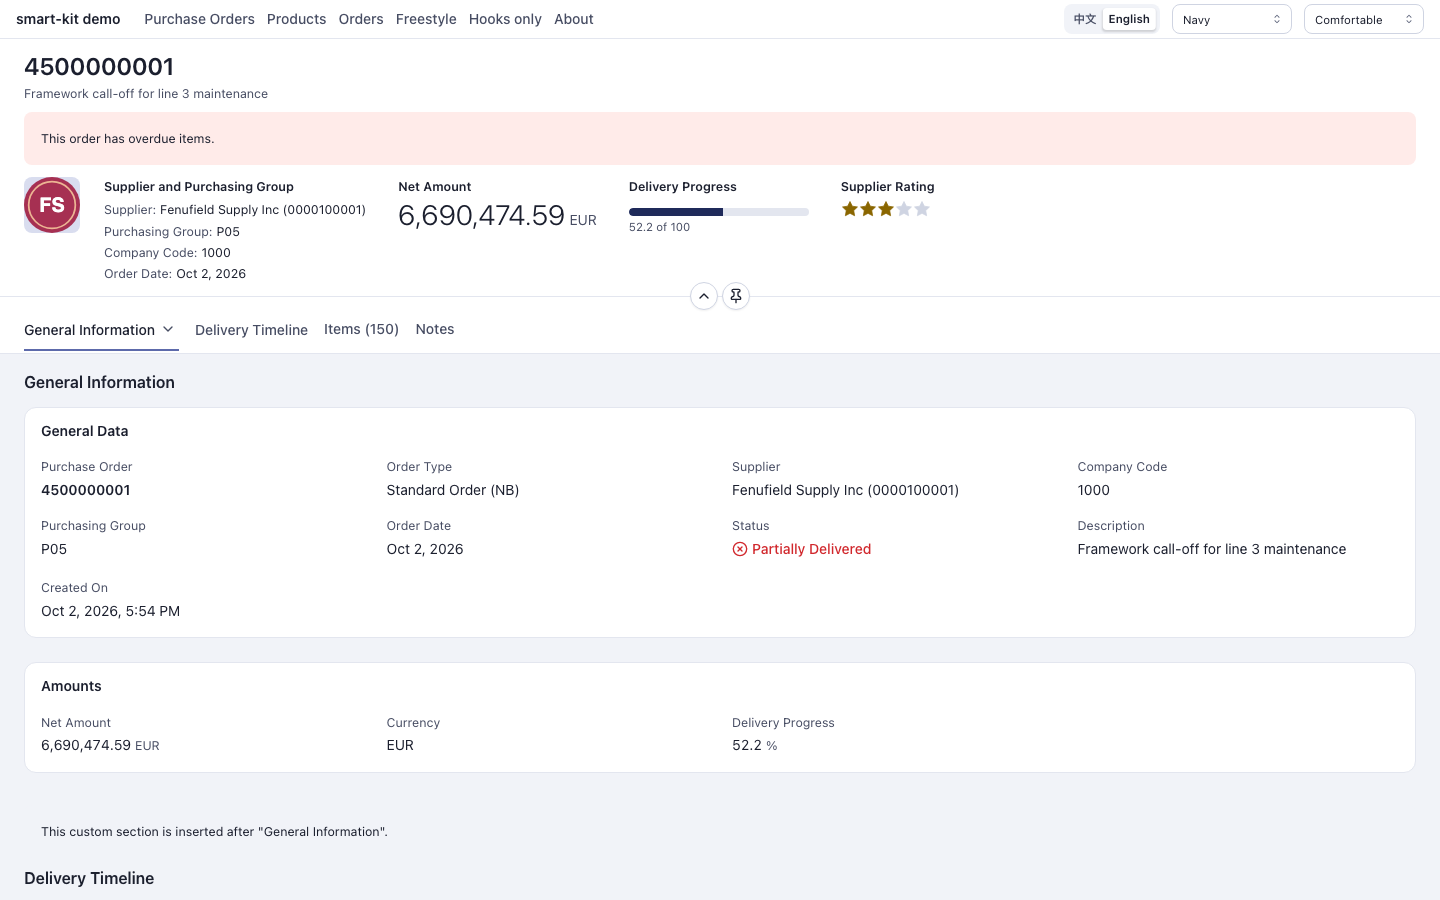 smart-kit demo
Purchase Orders
Products
Orders
Freestyle
Hooks only
About
中文
English
Navy
Comfortable
4500000001
Framework call-off for line 3 maintenance
This order has overdue items.
FS
Supplier and Purchasing Group
Supplier: Fenufield Supply Inc (0000100001)
Purchasing Group: P05
Company Code: 1000
Order Date: Oct 2, 2026
Net Amount
6,690,474.59 EUR
Delivery Progress
52.2 of 100
Supplier Rating
General Information
Delivery Timeline
Items (150)
Notes
General Information
General Data
Purchase Order
4500000001
Order Type
Standard Order (NB)
Supplier
Fenufield Supply Inc (0000100001)
Company Code
1000
Purchasing Group
P05
Order Date
Oct 2, 2026
Status
Partially Delivered
Description
Framework call-off for line 3 maintenance
Created On
Oct 2, 2026, 5:54 PM
Amounts
Net Amount
6,690,474.59 EUR
Currency
EUR
Delivery Progress
52.2 %
This custom section is inserted after "General Information".
Delivery Timeline